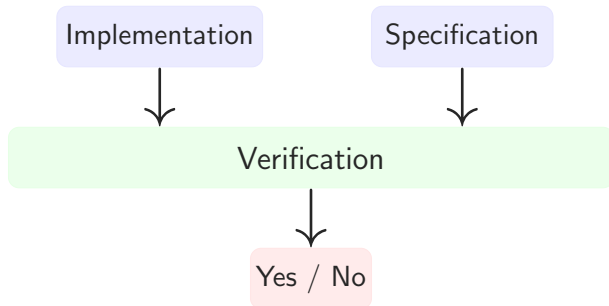 Implementation
Specification
Verification
Yes / No